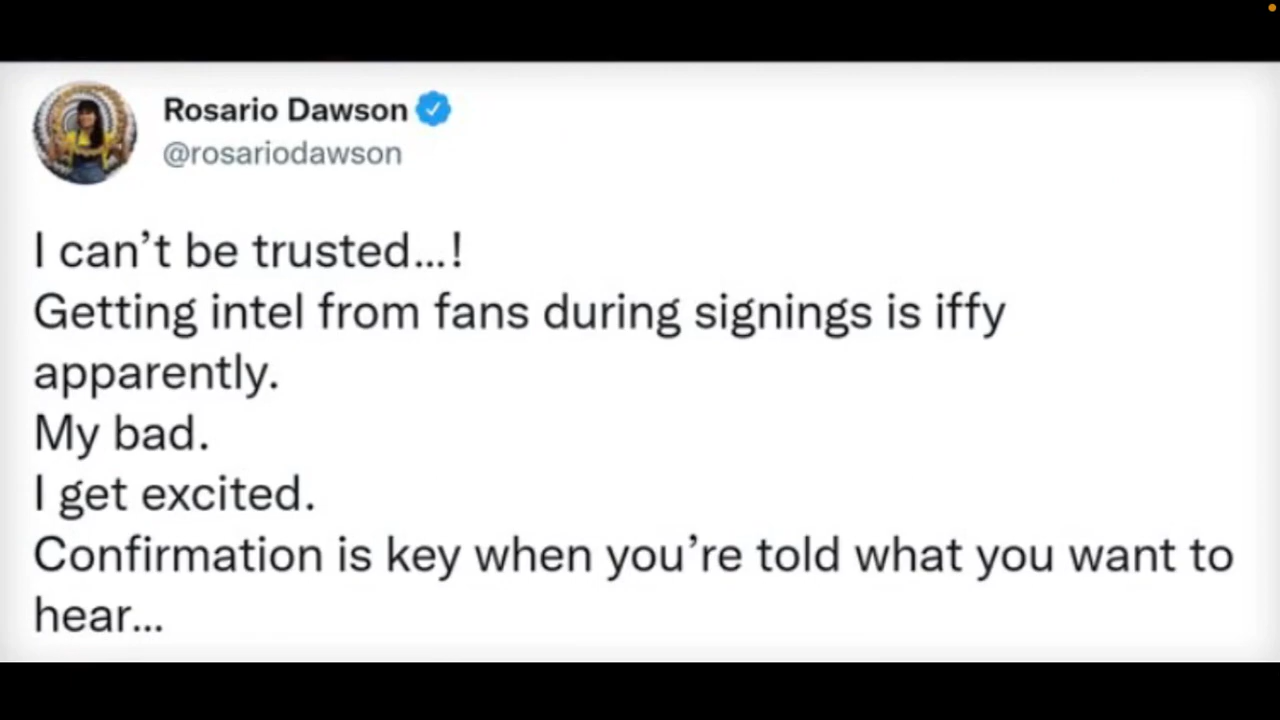 Rosario Dawson
@rosariodawson
I can’t be trusted...!
Getting intel from fans during signings is iffy
apparently.
My bad.
I get excited.
Confirmation is key when you’re told what you want to
hear...